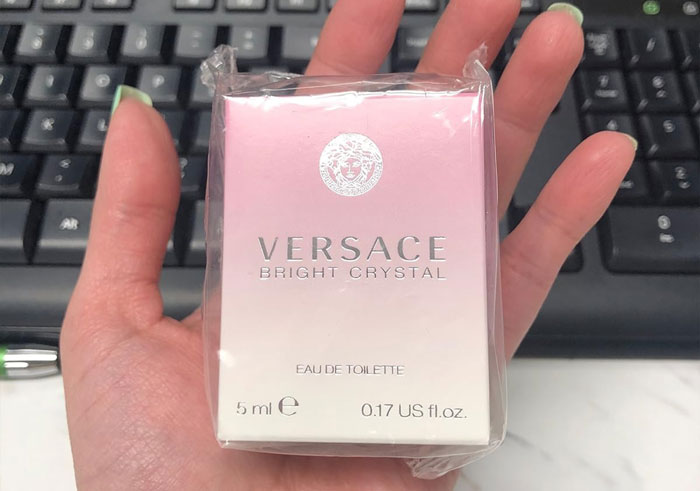 VERSACE
BRIGHT CRYSTAL
EAU DE TOILETTE
5 ml ℮ 0.17 US fl.oz.